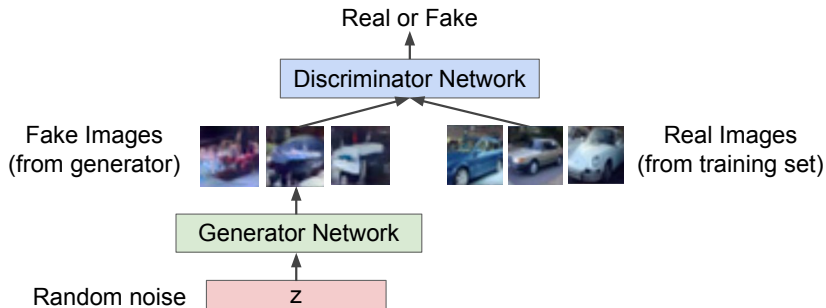 Real or Fake
Discriminator Network
Fake Images
(from generator)
Real Images
(from training set)
Generator Network
Random noise
z